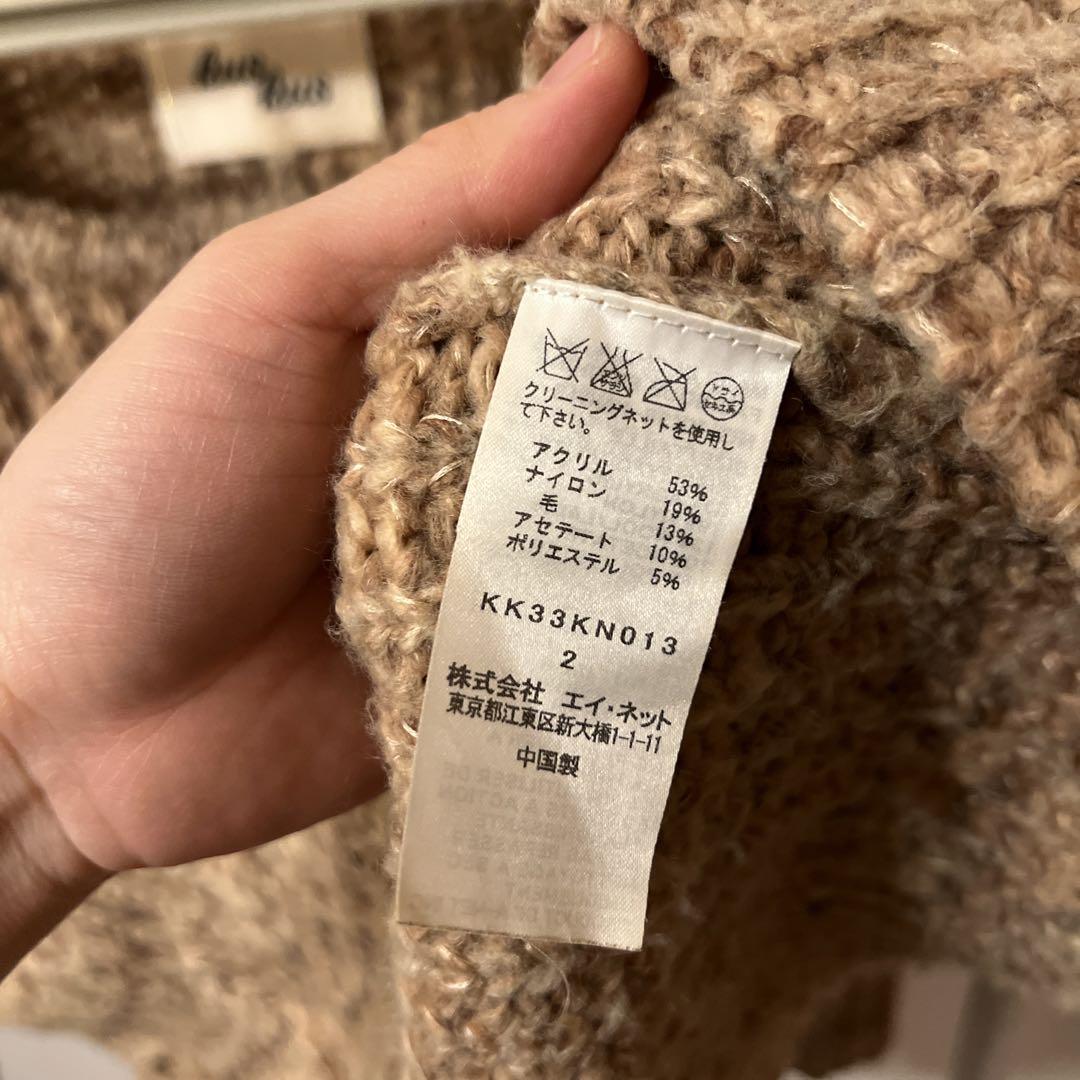 クリーニングネットを使用し
て下さい。
アクリル 53%
ナイロン 19%
毛 13%
アセテート 10%
ポリエステル 5%
KK33KN013
2
株式会社 エイ・ネット
東京都江東区新大橋1-1-11
中国製